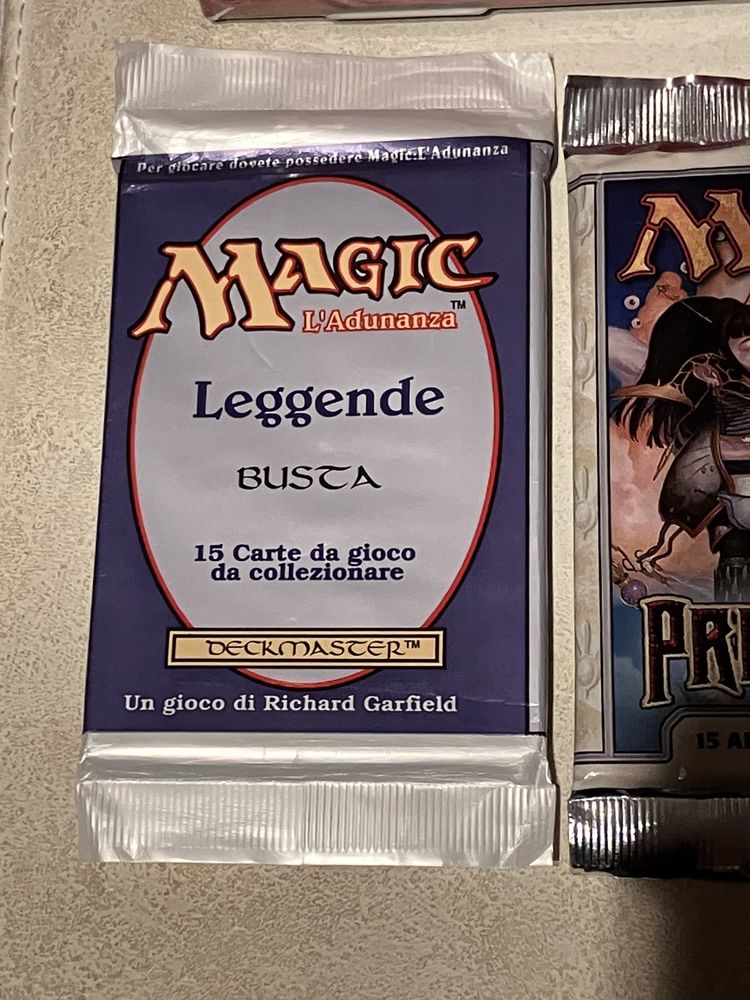 Per giocare dovete possedere Magic:L'Adunanza
MAGIC
L'Adunanza™
Leggende
BUSTA
15 Carte da gioco
da collezionare
DECKMASTER™
Un gioco di Richard Garfield
15